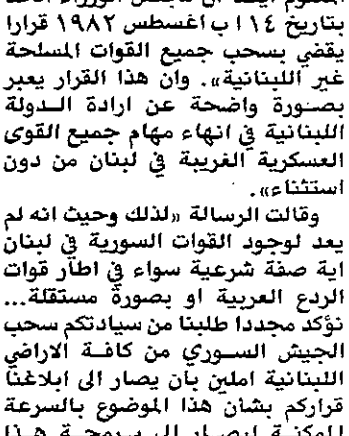 بتاريخ ١٤ ا ب اغسطس ١٩٨٢ قرارا
يقضي بسحب جميع القوات المسلحة
غير اللبنانية». وان هذا القرار يعبر
بصورة واضحة عن ارادة الدولة
اللبنانية في انهاء مهام جميع القوى
العسكرية الغريبة في لبنان من دون
استثناء».
وقالت الرسالة «لذلك وحيث انه لم
يعد لوجود القوات السورية في لبنان
اية صفة شرعية سواء في اطار قوات
الردع العربية او بصورة مستقلة...
نؤكد مجددا طلبنا من سيادتكم سحب
الجيش السوري من كافة الاراضي
اللبنانية املين بان يصار الى ابلاغنا
قراركم بشان هذا الموضوع بالسرعة